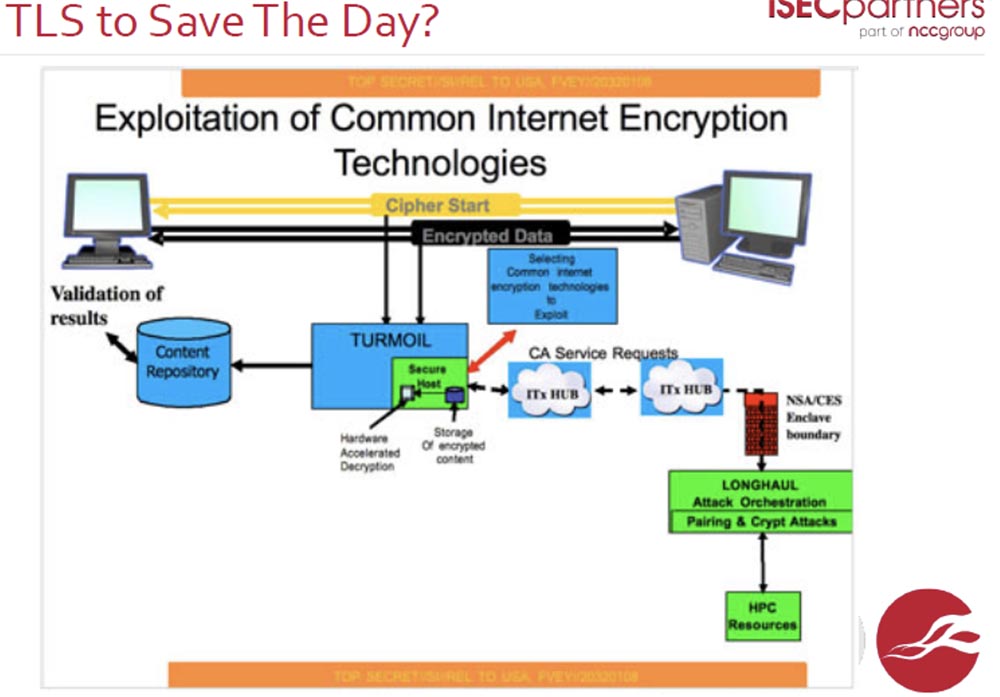 TLS to Save The Day?
iSECpartners
part of nccgroup
TOP SECRET//SI//REL TO USA, FVEY//20320108
Exploitation of Common Internet Encryption
Technologies
Cipher Start
Encrypted Data
Selecting
Common internet
encryption technologies
to
Exploit
Validation of
results
Content
Repository
TURMOIL
Secure
Host
CA Service Requests
ITx HUB
ITx HUB
NSA/CES
Enclave
boundary
Hardware
Accelerated
Decryption
Storage
Of encrypted
content
LONGHAUL
Attack Orchestration
Pairing & Crypt Attacks
HPC
Resources
TOP SECRET//SI//REL TO USA, FVEY//20320108